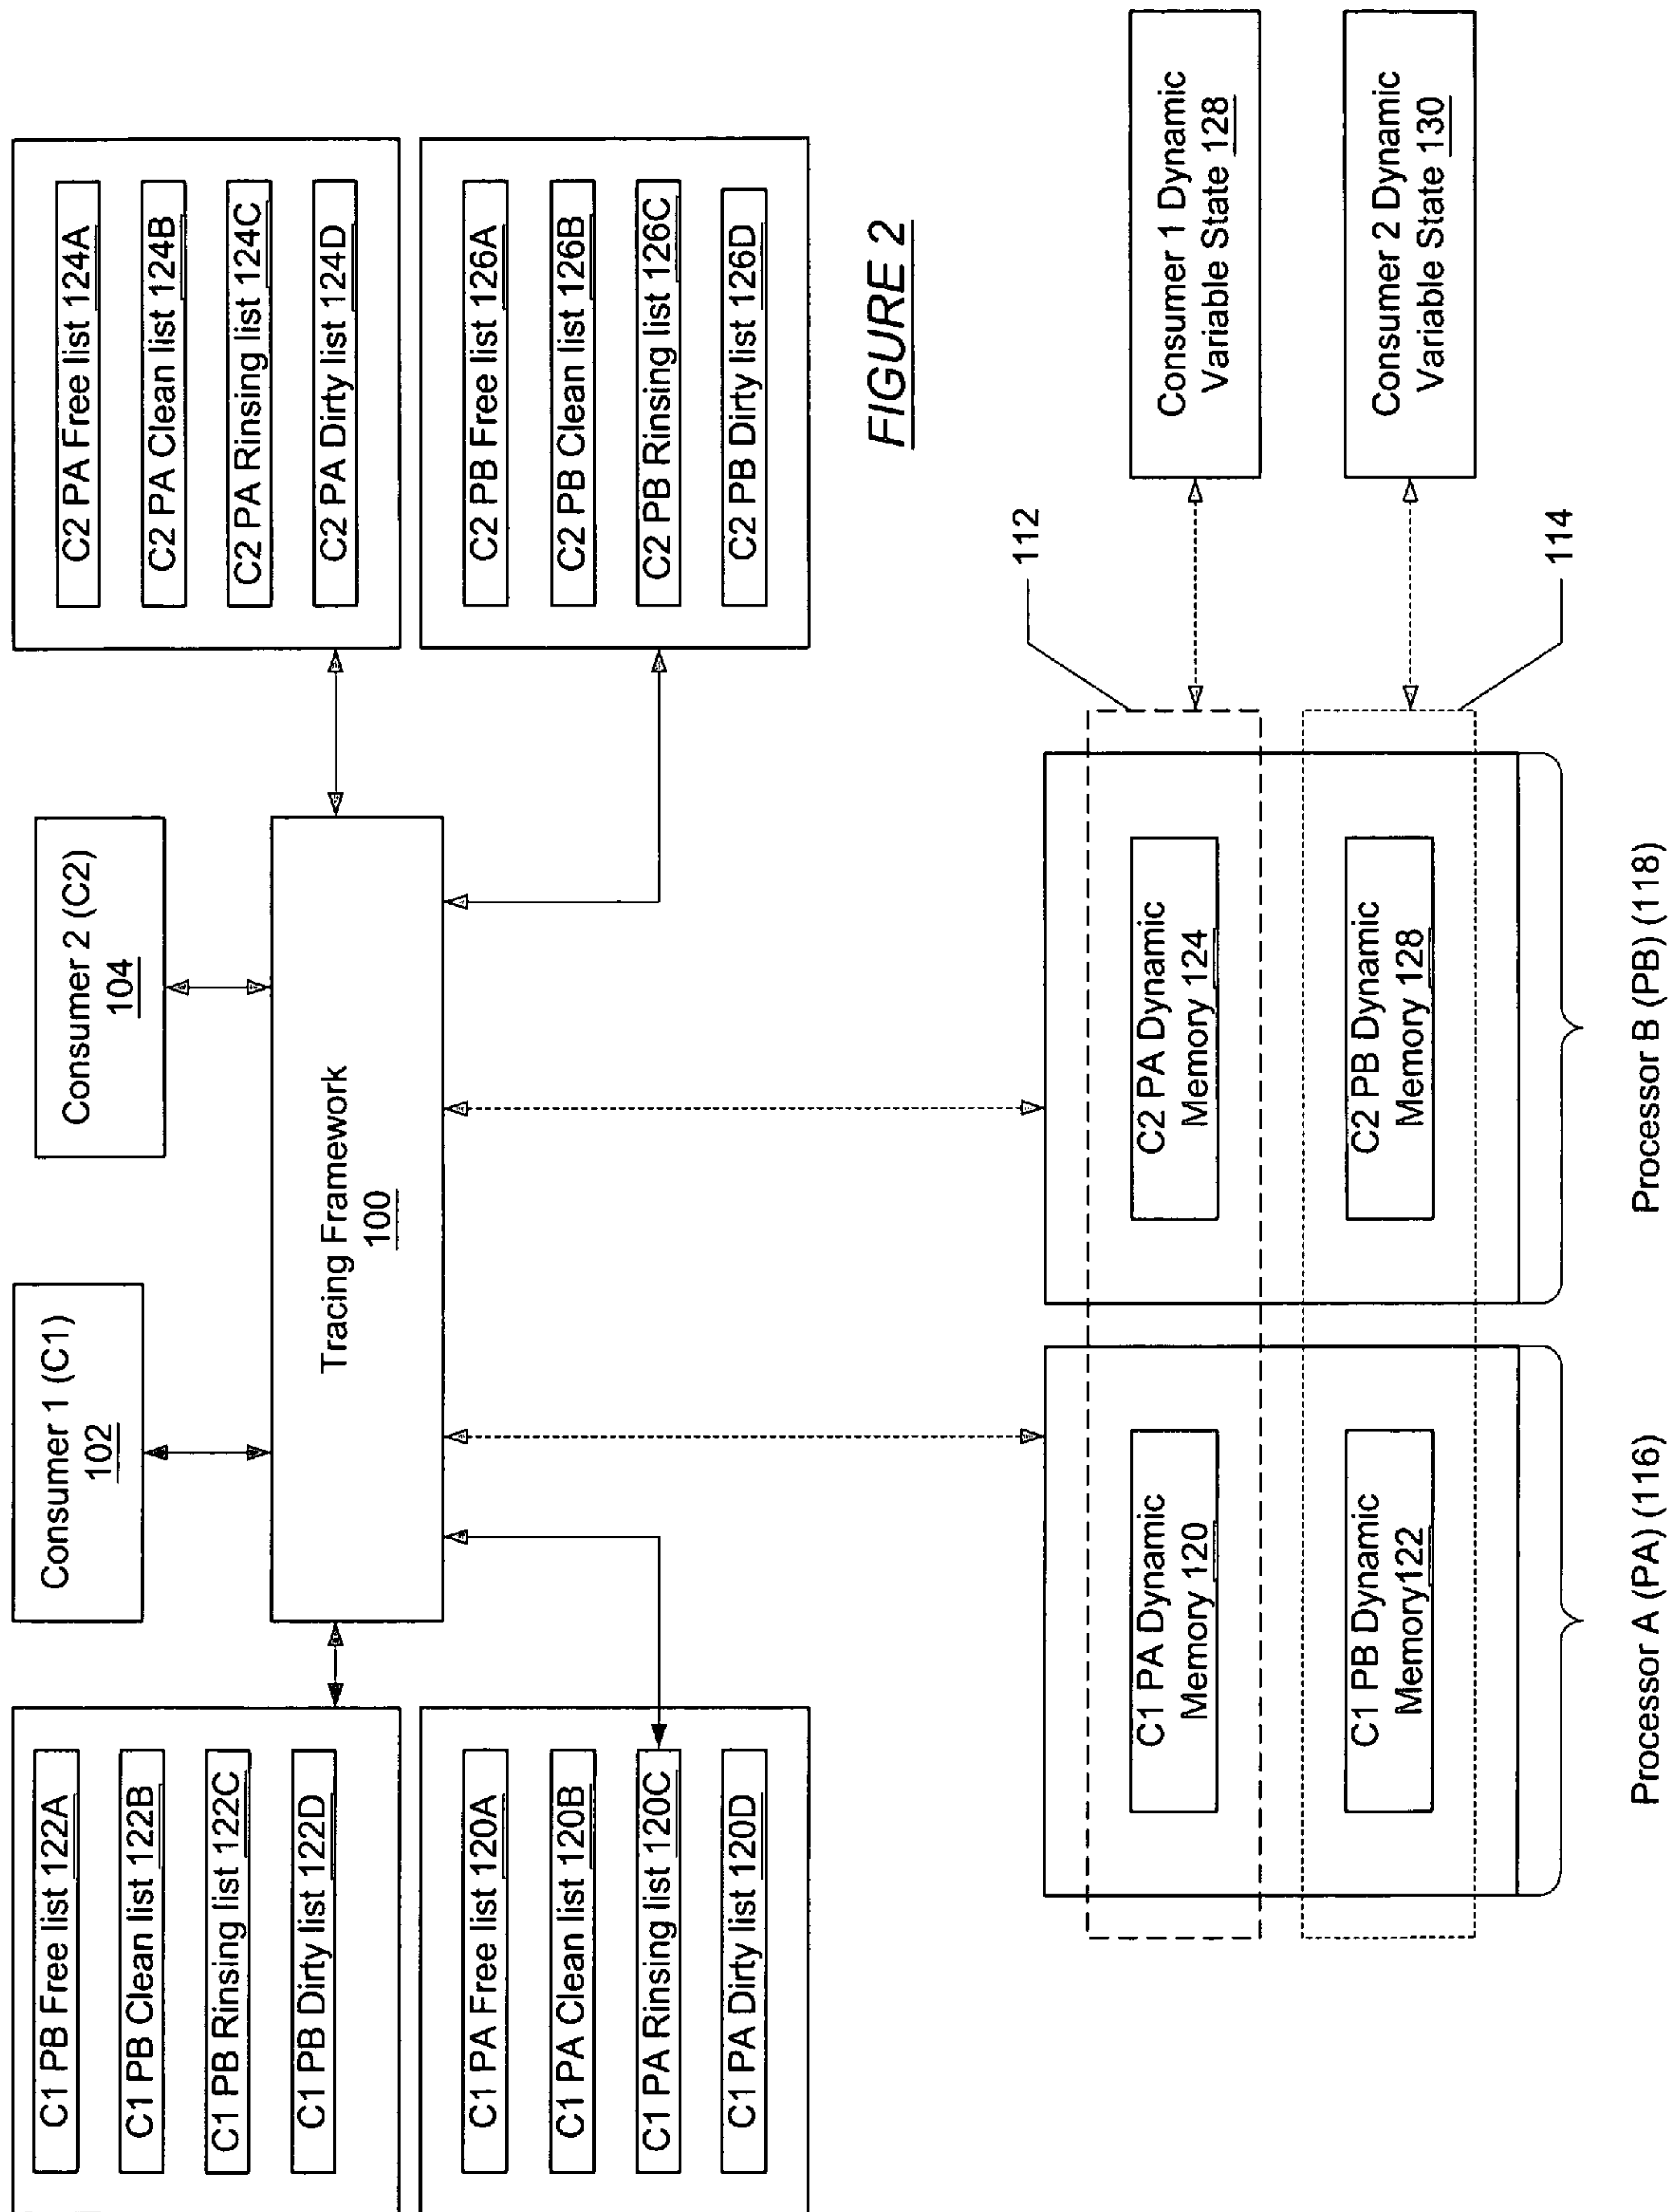 C1 PB Free list 122A
C1 PB Clean list 122B
C1 PB Rinsing list 122C
C1 PB Dirty list 122D
C1 PA Free list 120A
C1 PA Clean list 120B
C1 PA Rinsing list 120C
C1 PA Dirty list 120D
Consumer 1 (C1)
102
Consumer 2 (C2)
104
Tracing Framework
100
C2 PA Free list 124A
C2 PA Clean list 124B
C2 PA Rinsing list 124C
C2 PA Dirty list 124D
C2 PB Free list 126A
C2 PB Clean list 126B
C2 PB Rinsing list 126C
C2 PB Dirty list 126D
FIGURE 2
C1 PA Dynamic
Memory 120
C1 PB Dynamic
Memory122
Processor A (PA) (116)
C2 PA Dynamic
Memory 124
C2 PB Dynamic
Memory 128
Processor B (PB) (118)
112
114
Consumer 1 Dynamic
Variable State 128
Consumer 2 Dynamic
Variable State 130